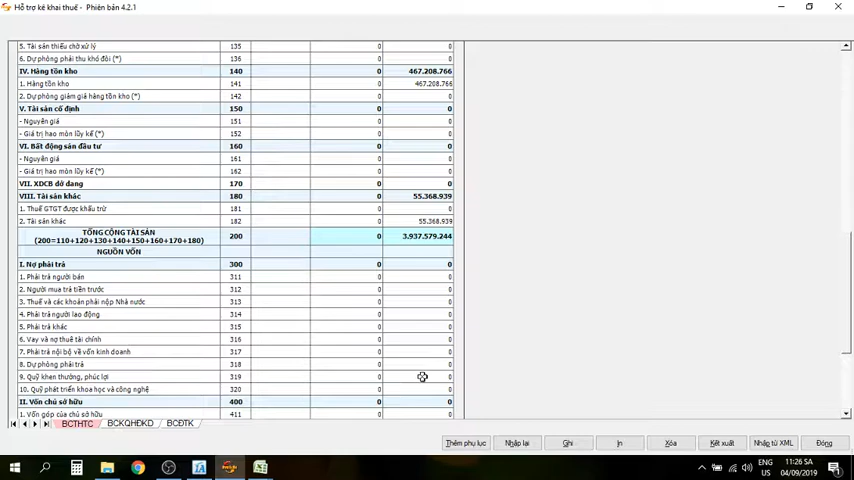 Hỗ trợ kê khai thuế - Phiên bản 4.2.1
5. Tài sản thiếu chờ xử lý 135 0 0
6. Dự phòng phải thu khó đòi (*) 136 0 0
IV. Hàng tồn kho 140 0 467.208.766
1. Hàng tồn kho 141 0 467.208.766
2. Dự phòng giảm giá hàng tồn kho (*) 142 0 0
V. Tài sản cố định 150 0 0
- Nguyên giá 151 0 0
- Giá trị hao mòn lũy kế (*) 152 0 0
VI. Bất động sản đầu tư 160 0 0
- Nguyên giá 161 0 0
- Giá trị hao mòn lũy kế (*) 162 0 0
VII. XDCB dở dang 170 0 0
VIII. Tài sản khác 180 0 55.368.939
1. Thuế GTGT được khấu trừ 181 0 0
2. Tài sản khác 182 0 55.368.939
TỔNG CỘNG TÀI SẢN
(200=110+120+130+140+150+160+170+180) 200 0 3.937.579.244
NGUỒN VỐN
I. Nợ phải trả 300 0 0
1. Phải trả người bán 311 0 0
2. Người mua trả tiền trước 312 0 0
3. Thuế và các khoản phải nộp Nhà nước 313 0 0
4. Phải trả người lao động 314 0 0
5. Phải trả khác 315 0 0
6. Vay và nợ thuê tài chính 316 0 0
7. Phải trả nội bộ về vốn kinh doanh 317 0 0
8. Dự phòng phải trả 318 0 0
9. Quỹ khen thưởng, phúc lợi 319 0 0
10. Quỹ phát triển khoa học và công nghệ 320 0 0
II. Vốn chủ sở hữu 400 0 0
1. Vốn góp của chủ sở hữu 411 0 0
BCTHTC BCKQHĐKD BCĐTK
Thêm phụ lục Nhập lại Ghi In Xóa Kết xuất Nhập từ XML Đóng
ENG 11:26 SA
US 04/09/2019